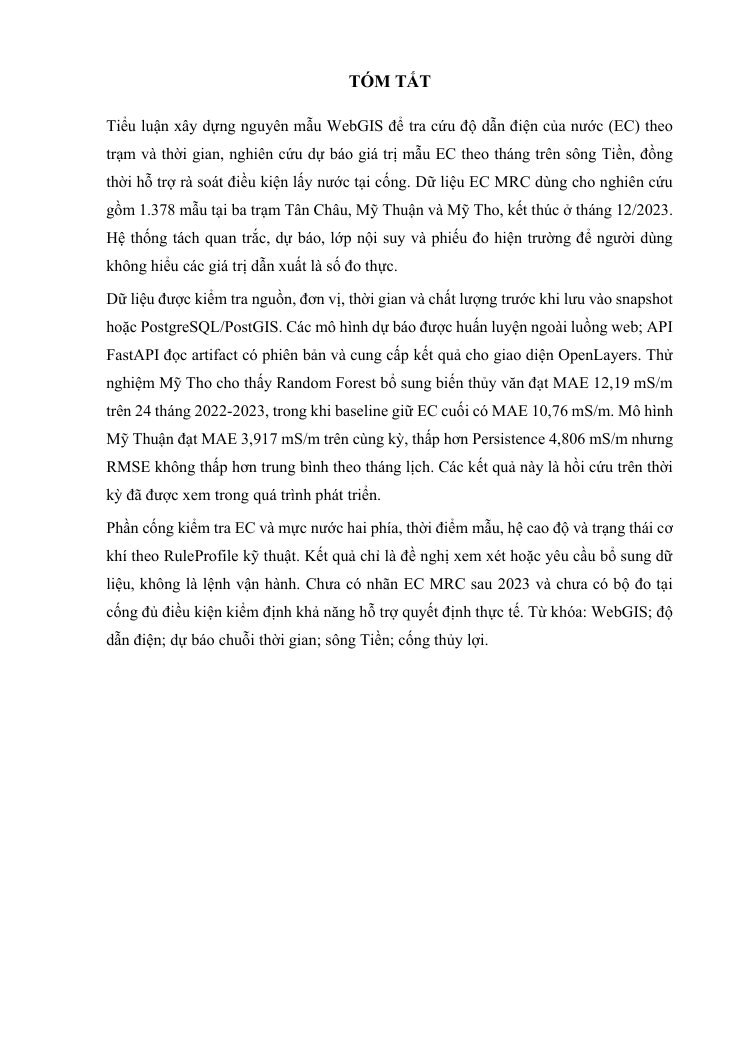 TÓM TẮT
Tiểu luận xây dựng nguyên mẫu WebGIS để tra cứu độ dẫn điện của nước (EC) theo
trạm và thời gian, nghiên cứu dự báo giá trị mẫu EC theo tháng trên sông Tiền, đồng
thời hỗ trợ rà soát điều kiện lấy nước tại cống. Dữ liệu EC MRC dùng cho nghiên cứu
gồm 1.378 mẫu tại ba trạm Tân Châu, Mỹ Thuận và Mỹ Tho, kết thúc ở tháng 12/2023.
Hệ thống tách quan trắc, dự báo, lớp nội suy và phiếu đo hiện trường để người dùng
không hiểu các giá trị dẫn xuất là số đo thực.
Dữ liệu được kiểm tra nguồn, đơn vị, thời gian và chất lượng trước khi lưu vào snapshot
hoặc PostgreSQL/PostGIS. Các mô hình dự báo được huấn luyện ngoài luồng web; API
FastAPI đọc artifact có phiên bản và cung cấp kết quả cho giao diện OpenLayers. Thử
nghiệm Mỹ Tho cho thấy Random Forest bổ sung biến thủy văn đạt MAE 12,19 mS/m
trên 24 tháng 2022-2023, trong khi baseline giữ EC cuối có MAE 10,76 mS/m. Mô hình
Mỹ Thuận đạt MAE 3,917 mS/m trên cùng kỳ, thấp hơn Persistence 4,806 mS/m nhưng
RMSE không thấp hơn trung bình theo tháng lịch. Các kết quả này là hồi cứu trên thời
kỳ đã được xem trong quá trình phát triển.
Phần cống kiểm tra EC và mực nước hai phía, thời điểm mẫu, hệ cao độ và trạng thái cơ
khí theo RuleProfile kỹ thuật. Kết quả chỉ là đề nghị xem xét hoặc yêu cầu bổ sung dữ
liệu, không là lệnh vận hành. Chưa có nhãn EC MRC sau 2023 và chưa có bộ đo tại
cống đủ điều kiện kiểm định khả năng hỗ trợ quyết định thực tế. Từ khóa: WebGIS; độ
dẫn điện; dự báo chuỗi thời gian; sông Tiền; cống thủy lợi.